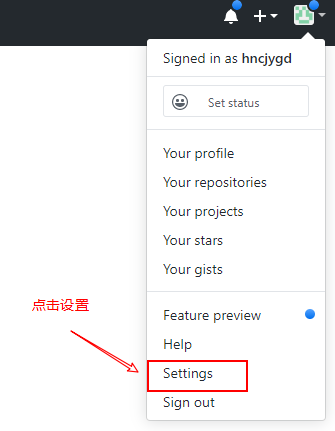 Signed in as hncjygd
Set status
Your profile
Your repositories
Your projects
Your stars
Your gists
点击设置
Feature preview
Help
Settings
Sign out